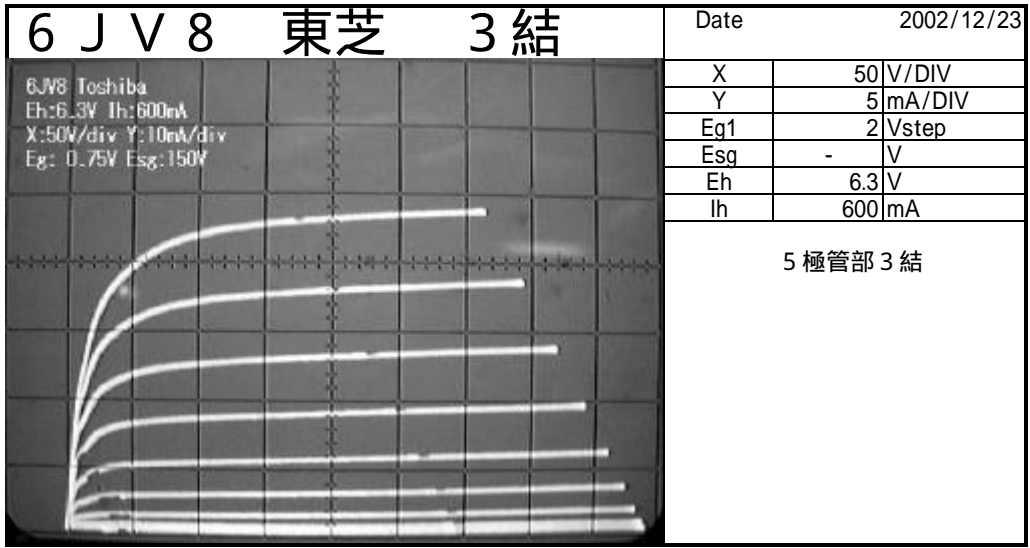 6JV8 東芝 3結
Date 2002/12/23
X 50 V/DIV
Y 5 mA/DIV
Eg1 2 Vstep
Esg - V
Eh 6.3 V
Ih 600 mA
5極管部3結
6JV8 Toshiba
Eh:6.3V Ih:600mA
X:50V/div Y:10mA/div
Eg: 0.75V Esg:150V